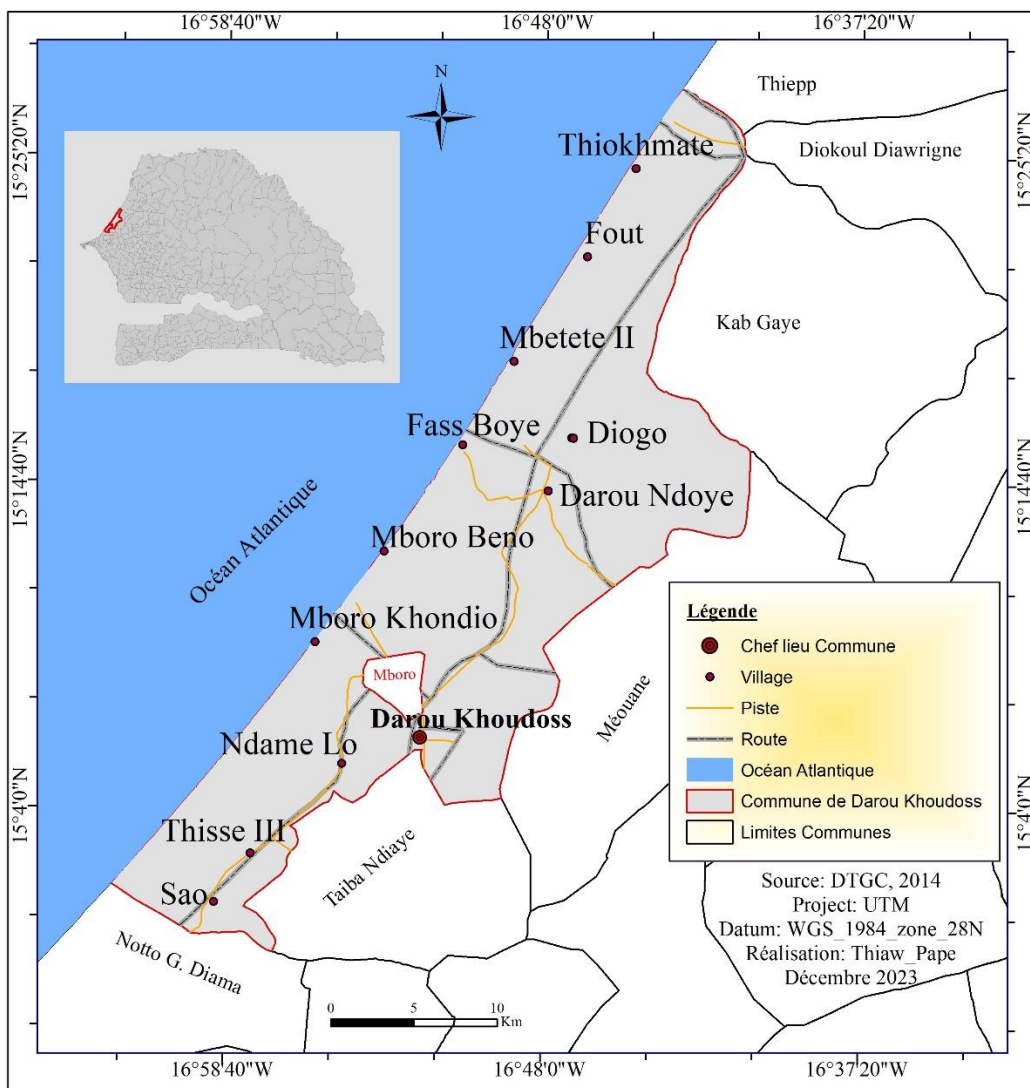 16°58'40"W
16°48'0"W
16°37'20"W
N
Thiepp
15°25'20"N
Thiokhmate
Diokoul Diawrigne
15°25'20"N
Fout
Kab Gaye
Mbetete II
Fass Boye
Diogo
15°14'40"N
Darou Ndoye
15°14'40"N
Océan Atlantique
Mboro Beno
Mboro Khondio
Mboro
Méouane
Darou Khoudoss
Ndame Lo
15°4'0"N
15°4'0"N
Thisse III
Taiba Ndiaye
Sao
Notto G. Diama
Légende
Chef lieu Commune
Village
Piste
Route
Océan Atlantique
Commune de Darou Khoudoss
Limites Communes
Source: DTGC, 2014
Project: UTM
Datum: WGS_1984_zone_28N
Réalisation: Thiaw_Pape
Décembre 2023
0 5 10
Km
16°58'40"W
16°48'0"W
16°37'20"W